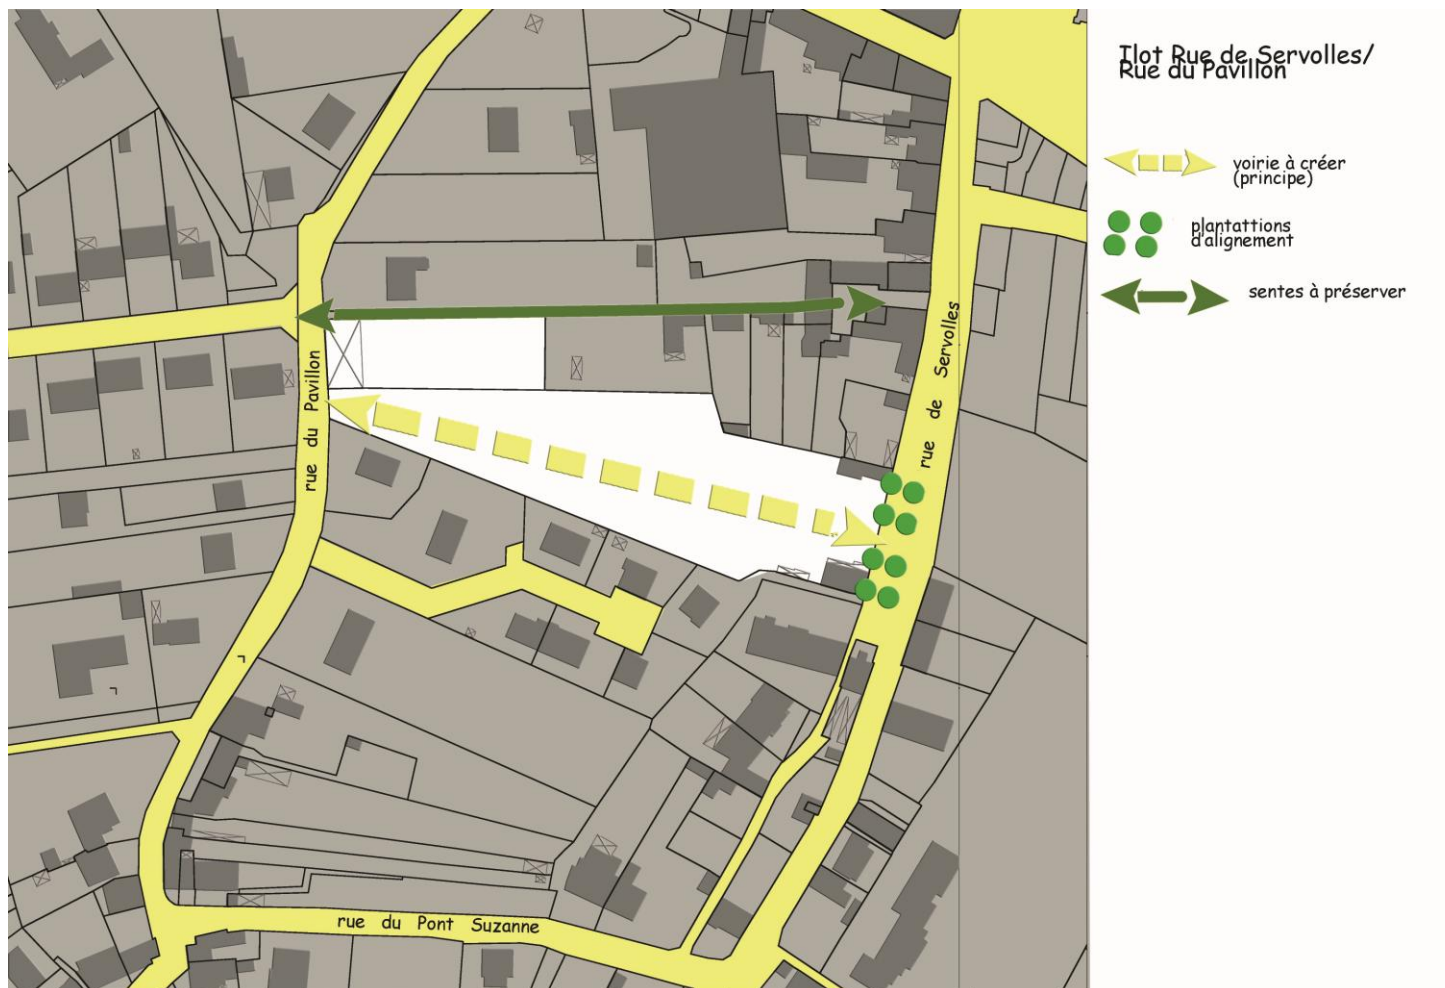 Ilot Rue de Servolles/
Rue du Pavillon
voirie à créer
(principe)
plantattions
d'alignement
sentes à préserver
rue du Pavillon
rue de Servolles
rue du Pont Suzanne